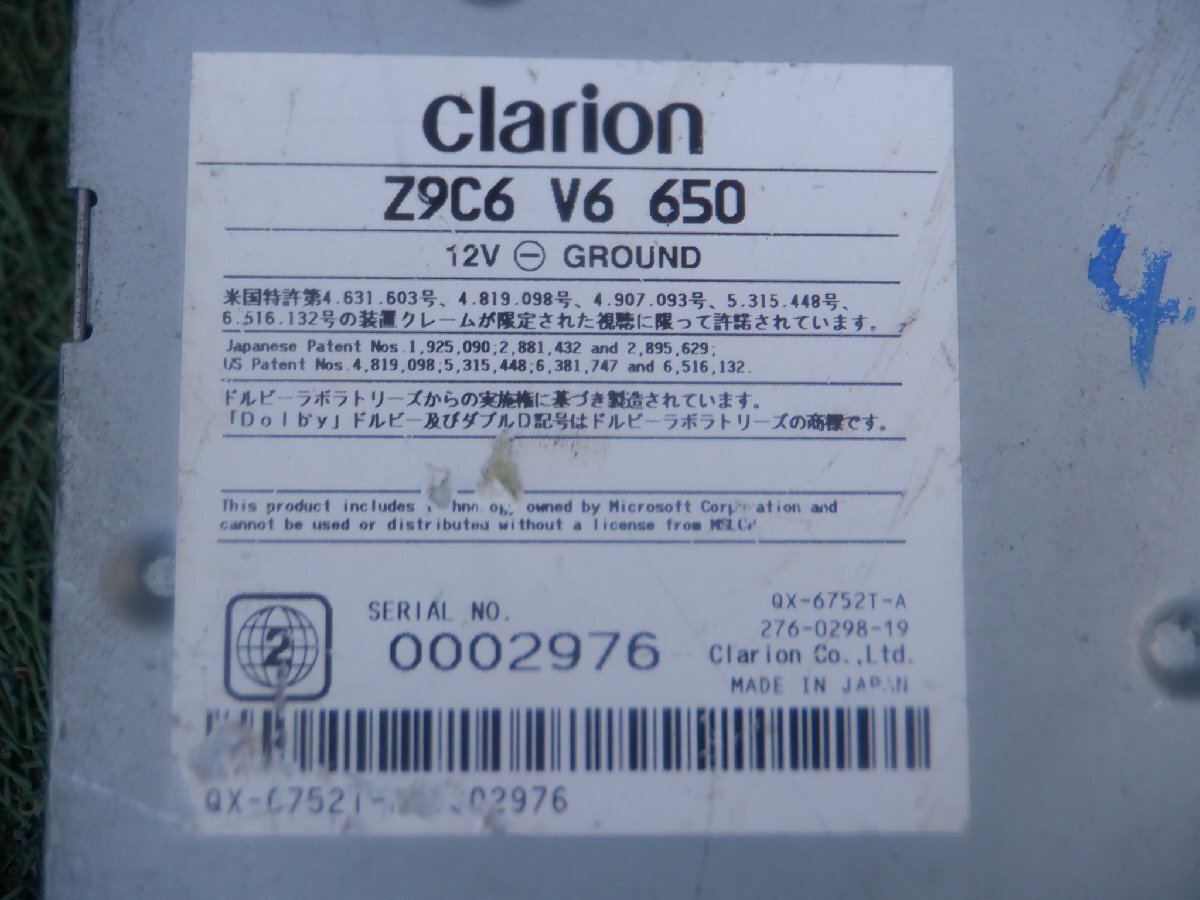 clarion
Z9C6 V6 650
12V ⊖ GROUND
米国特許第4.631.603号、4.819.098号、4.907.093号、5.315.448号、
6.516.132号の装置クレームが限定された視聴に限って許諾されています。
Japanese Patent Nos.1,925,090;2,881,432 and 2,895,629;
US Patent Nos.4,819,098;5,315,448;6,381,747 and 6,516,132.
ドルビーラボラトリーズからの実施権に基づき製造されています。
「Dolby」ドルビー及びダブルD記号はドルビーラボラトリーズの商標です。
This product includes owned by Microsoft and
cannot be used or distributed without a license from
2
SERIAL NO.
0002976
QX-6752T-A
276-0298-19
Clarion Co.,Ltd.
MADE IN JAPAN
4